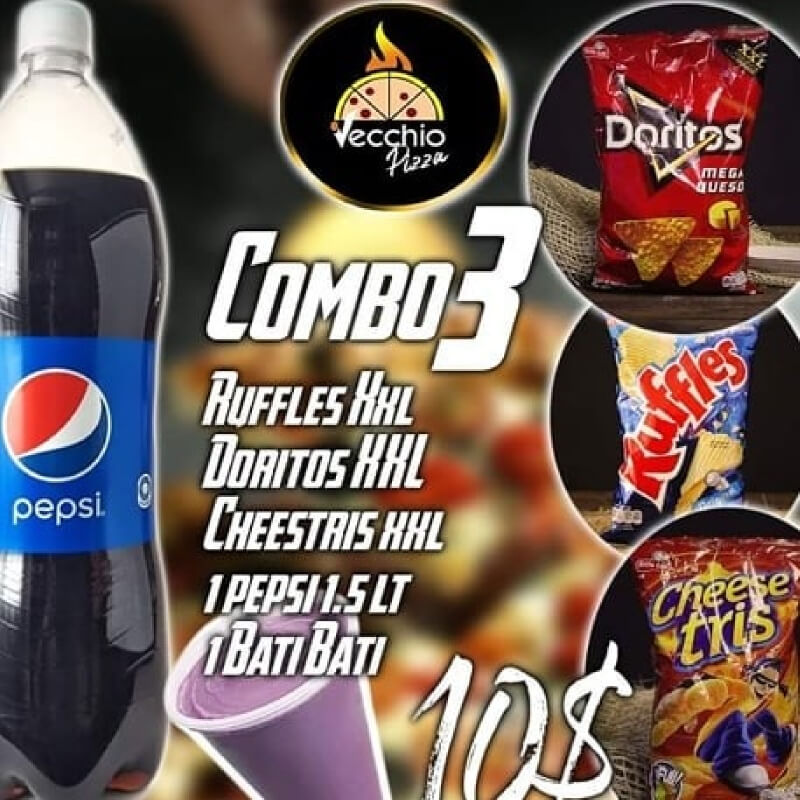 Vecchio
Pizza
Doritos
MEGA
QUESO
COMBO 3
RUFFLES XXL
DORITOS XXL
CHEESTRIS XXL
1 PEPSI 1.5 LT
1 BATI BATI
10$
pepsi
Ruffles
Cheese
tris